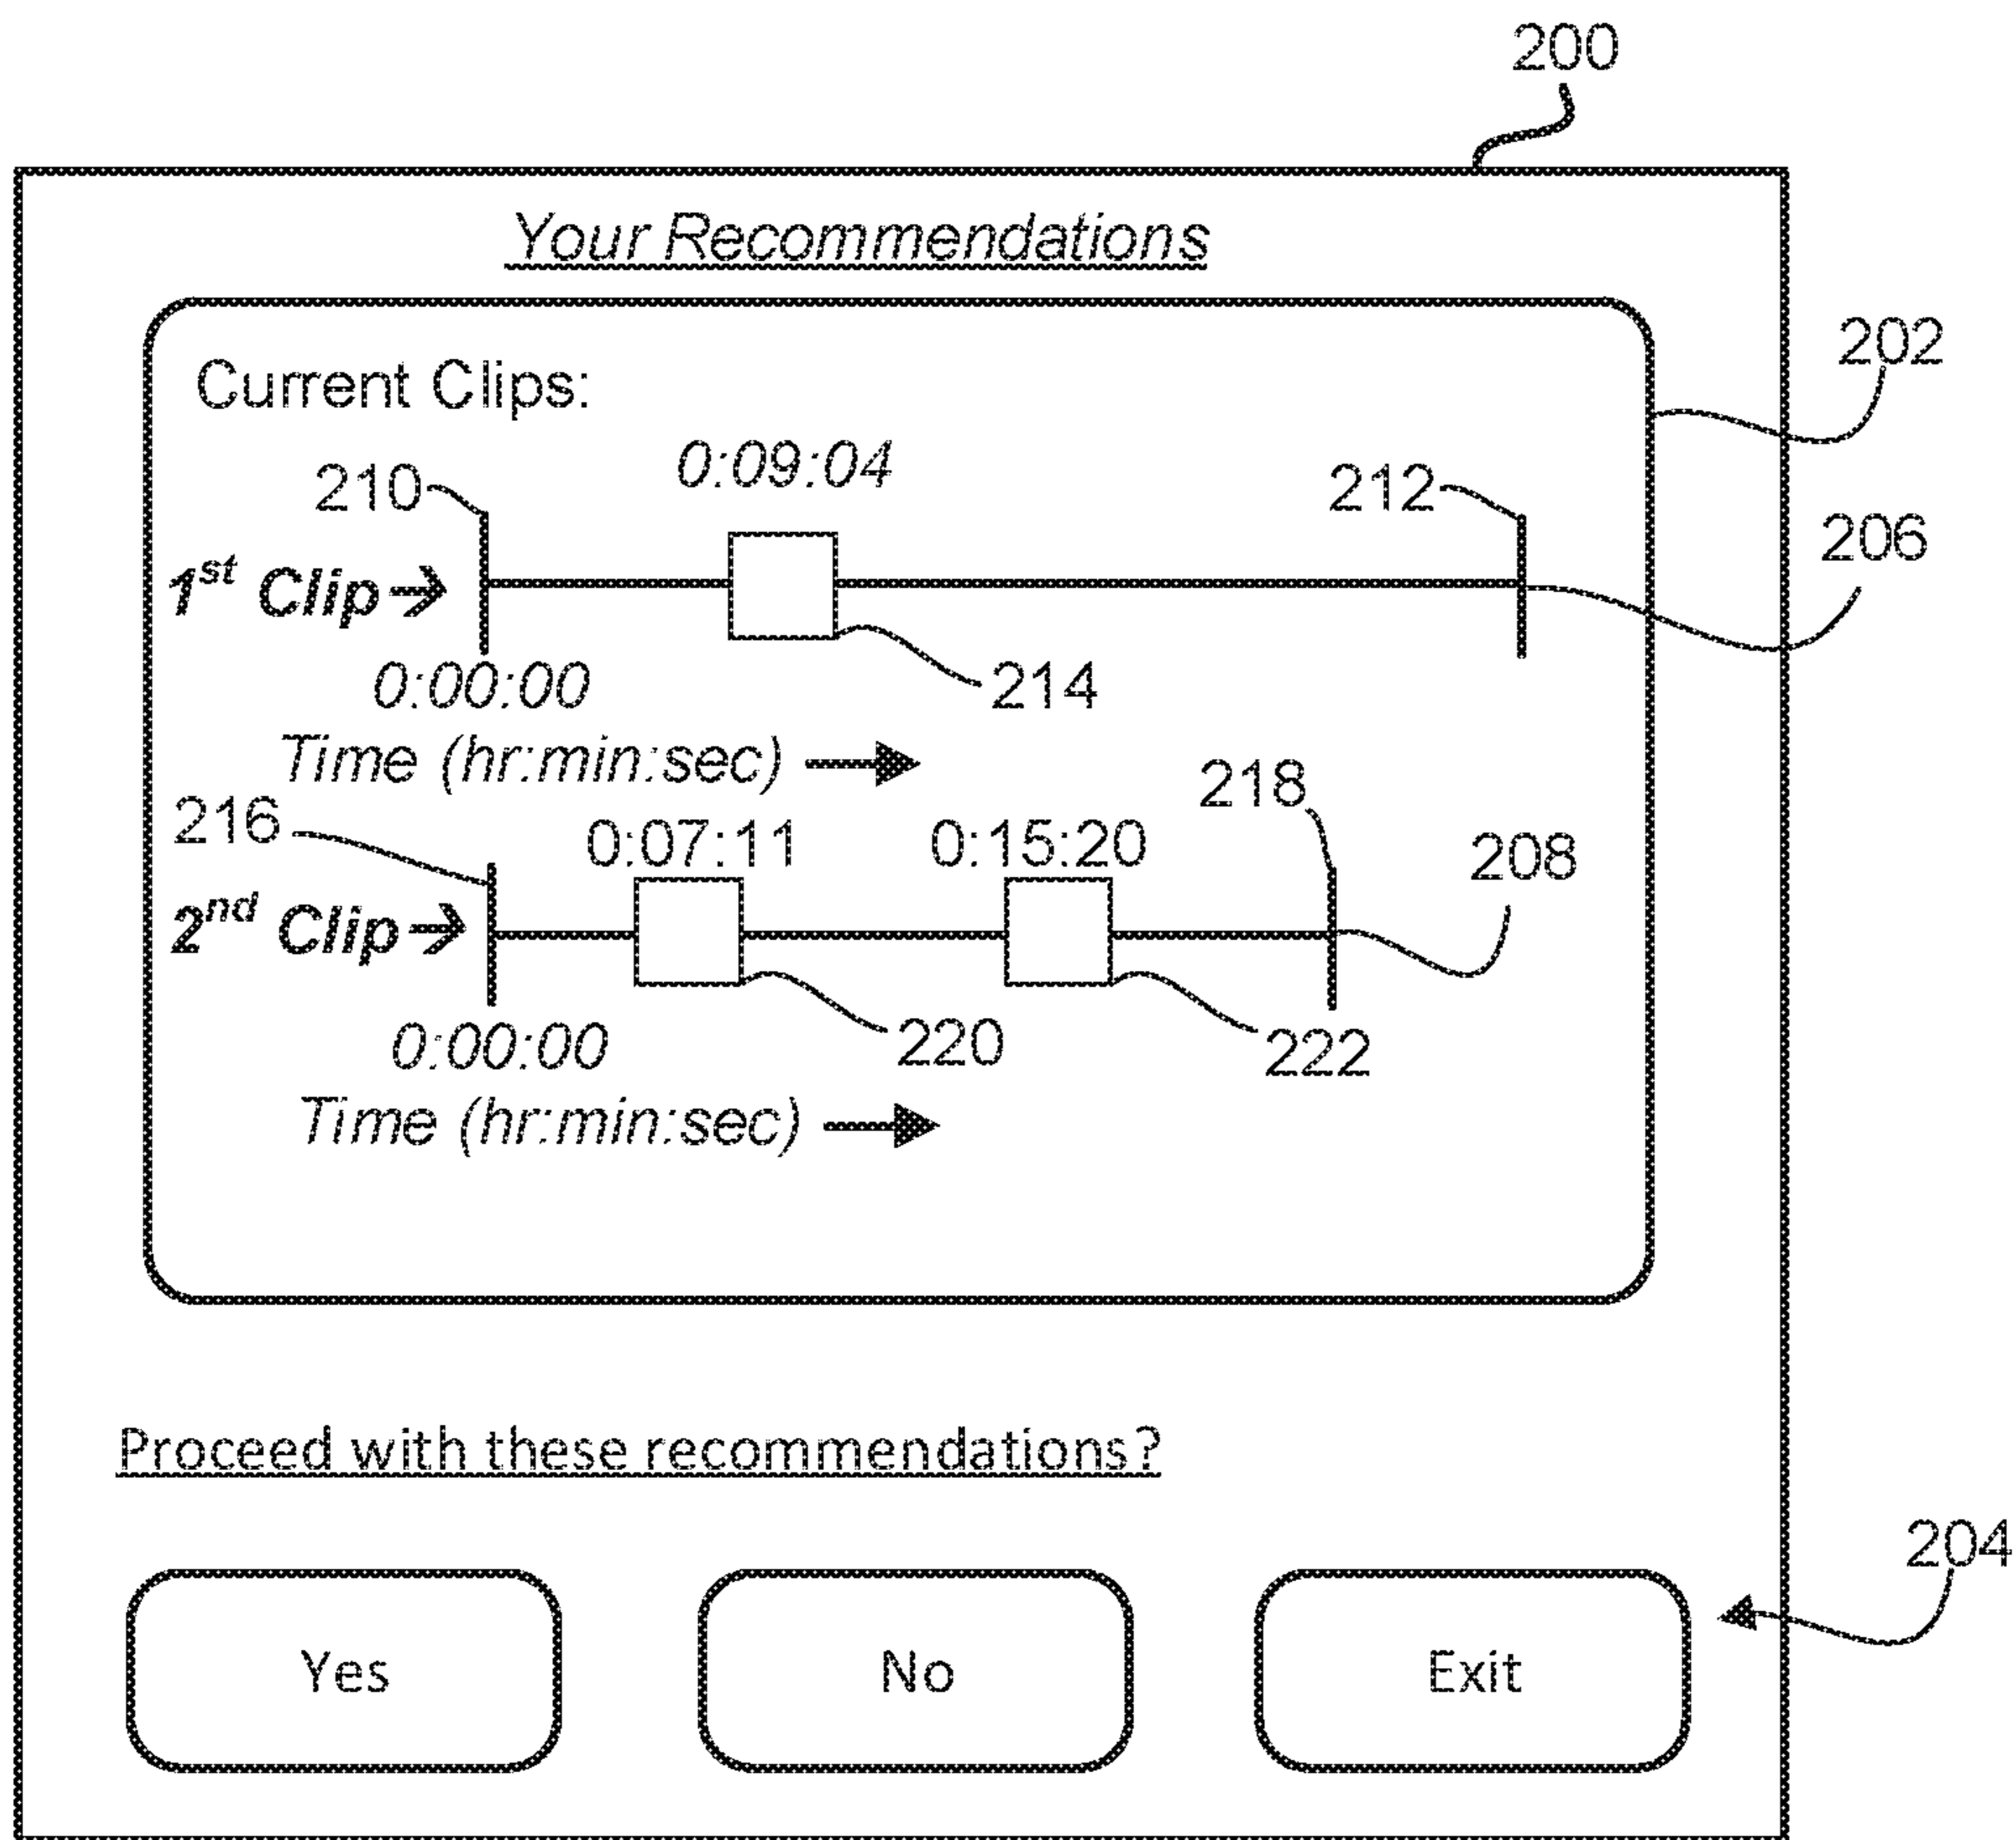 200
Your Recommendations
202
Current Clips:
0:09:04
210
212
206
1st Clip→
0:00:00
214
Time (hr:min:sec) →
218
216
0:07:11 0:15:20
208
2nd Clip→
0:00:00
220
222
Time (hr:min:sec) →
Proceed with these recommendations?
204
Yes No Exit